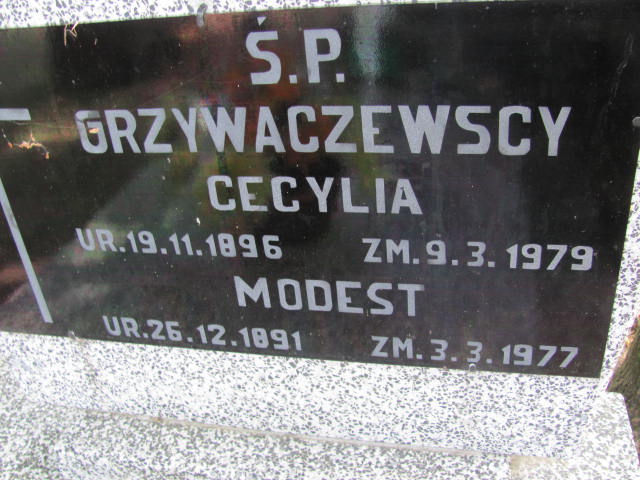 Ś.P.
GRZYWACZEWSCY
CECYLIA
UR.19.11.1896 ZM.9.3.1979
MODEST
UR.26.12.1891 ZM.3.3.1977